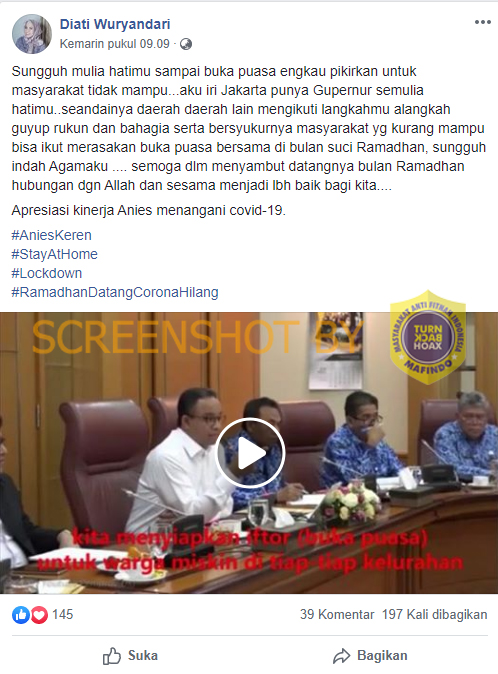 Diati Wuryandari
Kemarin pukul 09.09 ·
Sungguh mulia hatimu sampai buka puasa engkau pikirkan untuk
masyarakat tidak mampu...aku iri Jakarta punya Gupernur semulia
hatimu..seandainya daerah daerah lain mengikuti langkahmu alangkah
guyup rukun dan bahagia serta bersyukurnya masyarakat yg kurang mampu
bisa ikut merasakan buka puasa bersama di bulan suci Ramadhan, sungguh
indah Agamaku .... semoga dlm menyambut datangnya bulan Ramadhan
hubungan dgn Allah dan sesama menjadi lbh baik bagi kita....
Apresiasi kinerja Anies menangani covid-19.
#AniesKeren
#StayAtHome
#Lockdown
#RamadhanDatangCoronaHilang
SCREENSHOT BY
MASYARAKAT ANTI FITNAH INDONESIA
TURN
BACK
HOAX
MAFINDO
kita menyiapkan iftor (buka puasa)
untuk warga miskin di tiap-tiap kelurahan
145
39 Komentar 197 Kali dibagikan
Suka
Bagikan